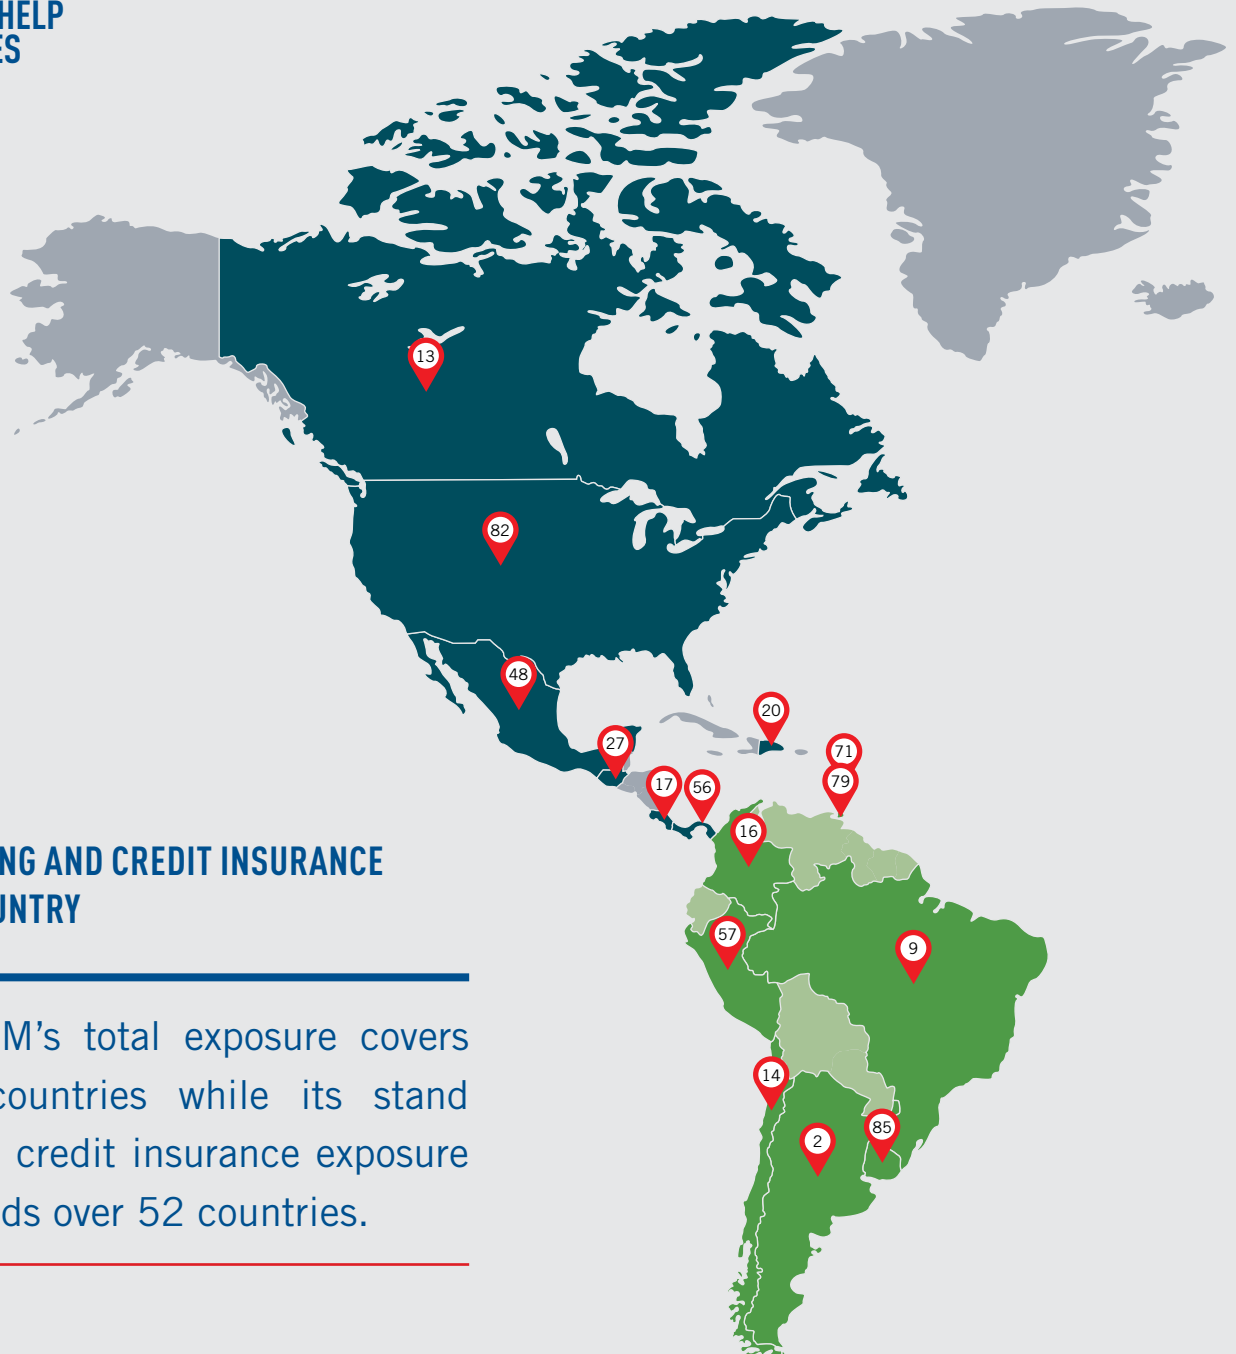 HELP
ES
13
82
48
20
27
71
79
17
56
16
NG AND CREDIT INSURANCE
UNTRY
57
9
M’s total exposure covers
countries while its stand
credit insurance exposure
ds over 52 countries.
14
85
2